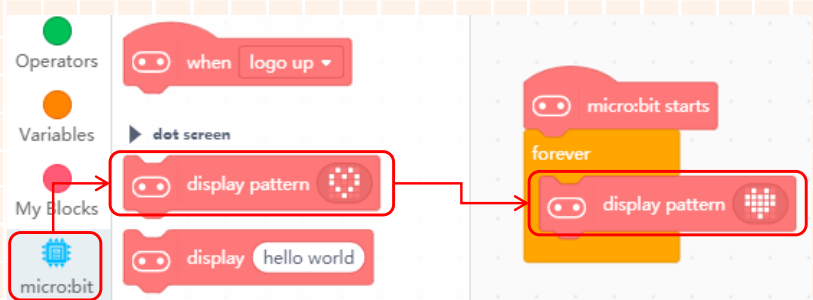 Operators
Variables
My Blocks
micro:bit
when logo up
dot screen
display pattern
display hello world
micro:bit starts
forever
display pattern